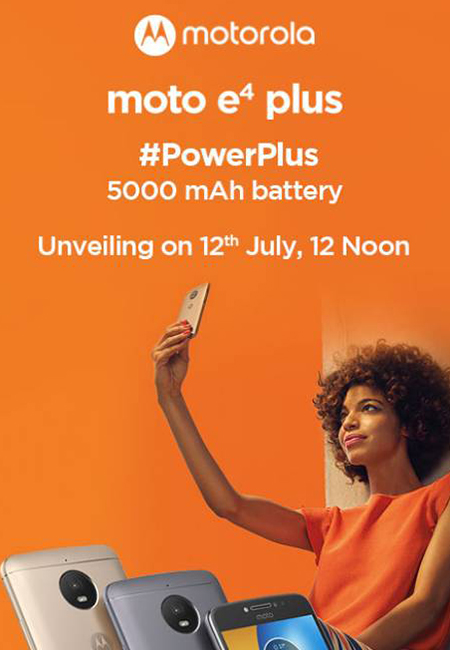 motorola
moto e⁴ plus
#PowerPlus
5000 mAh battery
Unveiling on 12th July, 12 Noon